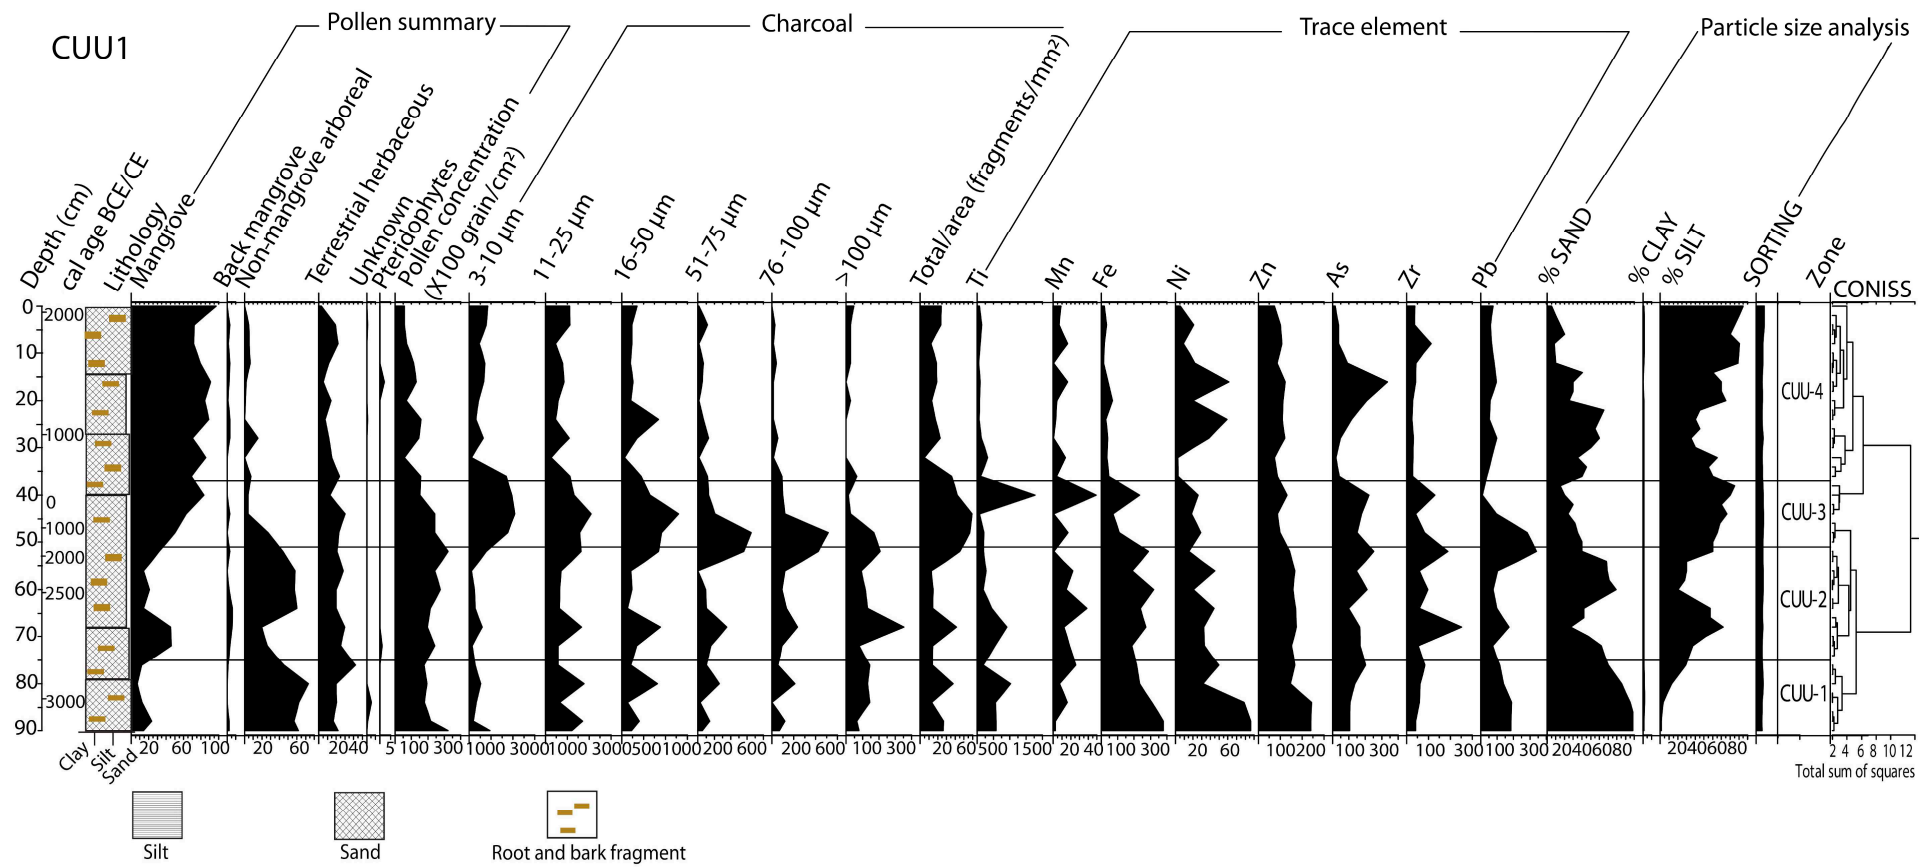 CUU1
Pollen summary
Charcoal
Trace element
Particle size analysis
Depth (cm)
cal age BCE/CE
Lithology
Mangrove
Back mangrove
Non-mangrove arboreal
Terrestrial herbaceous
Unknown
Pteridophytes
Pollen concentration
(X100 grain/cm²)
3-10 µm
11-25 µm
16-50 µm
51-75 µm
76 -100 µm
>100 µm
Total/area (fragments/mm²)
Ti
Mn
Fe
Ni
Zn
As
Zr
Pb
% SAND
% CLAY
% SILT
SORTING
Zone
CONISS
0
10
20
30
40
50
60
70
80
90
2000
1000
0
1000
2000
2500
3000
CUU-4
CUU-3
CUU-2
CUU-1
Clay
Silt
Sand
20 60 100
20 60
20 40
5
100 300
100 300
100 300
0 500 1000
200 600
200 600
100 300
20 60
500 1500
20 40
100 300
20 60
100 200
100 300
100 300
100 300
20 40 60 80
20 40 60 80
2 4 6 8 10 12
Total sum of squares
Silt
Sand
Root and bark fragment